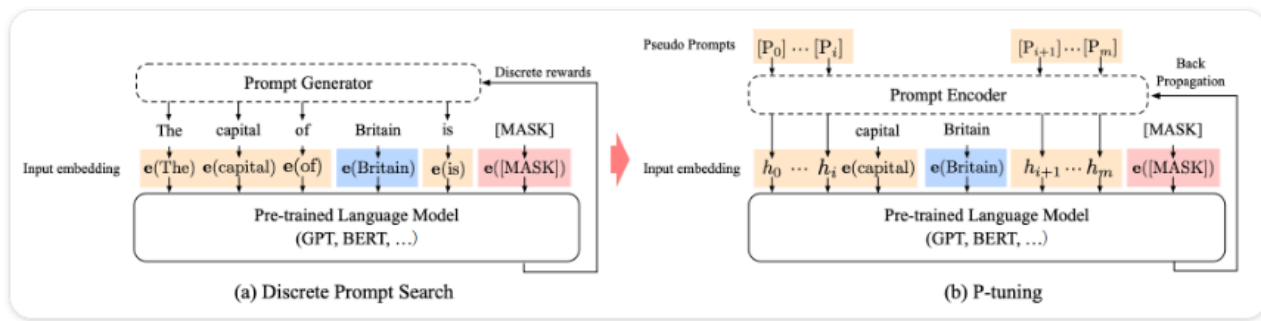 Prompt Generator
Discrete rewards
The capital of Britain is [MASK]
Input embedding e(The) e(capital) e(of) e(Britain) e(is) e([MASK])
Pre-trained Language Model
(GPT, BERT, …)
(a) Discrete Prompt Search
Pseudo Prompts [P₀] ⋯ [Pᵢ] [Pᵢ₊₁] ⋯ [Pₘ]
Back
Propagation
Prompt Encoder
capital Britain [MASK]
Input embedding h₀ ⋯ hᵢ e(capital) e(Britain) hᵢ₊₁ ⋯ hₘ e([MASK])
Pre-trained Language Model
(GPT, BERT, …)
(b) P-tuning